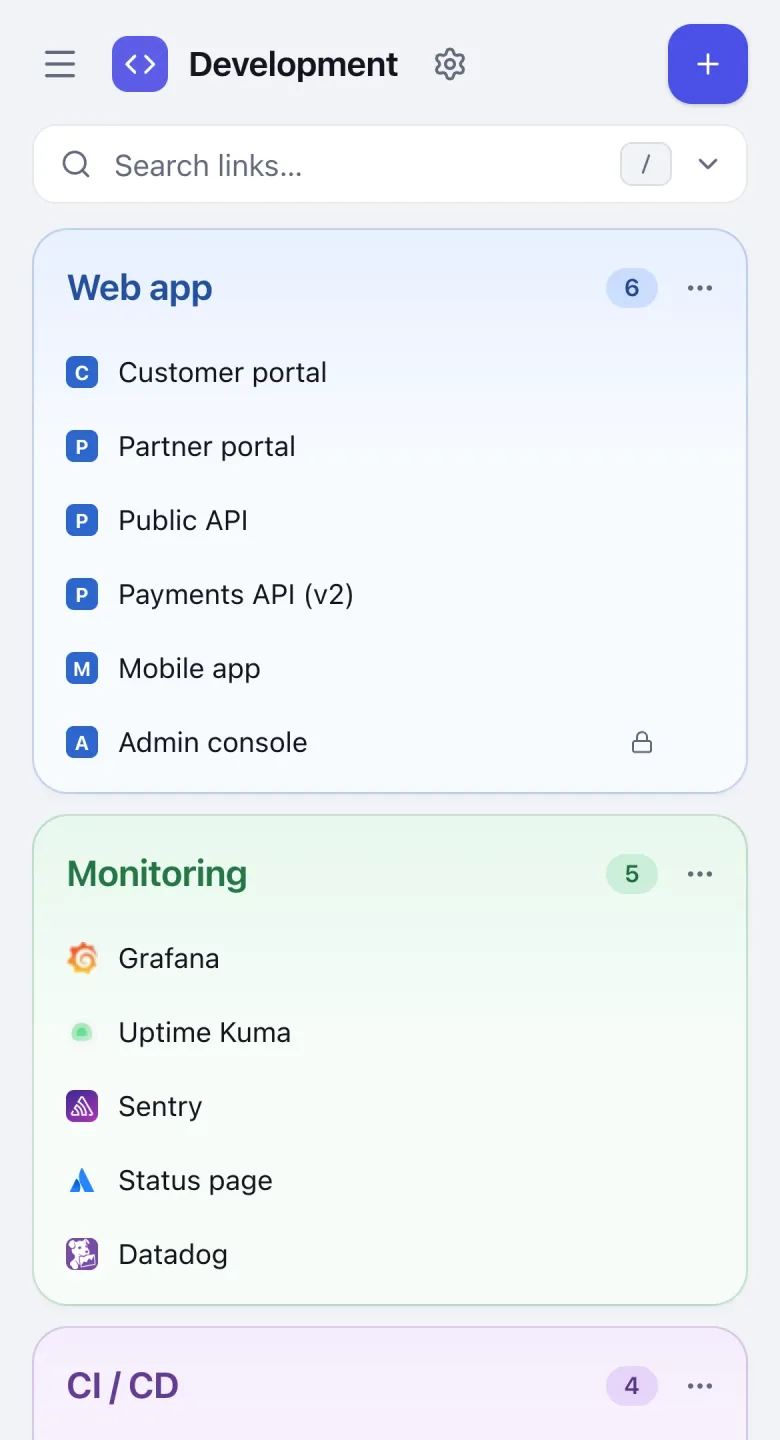 Development
Search links...
/
Web app
6
C Customer portal
P Partner portal
P Public API
P Payments API (v2)
M Mobile app
A Admin console
Monitoring
5
Grafana
Uptime Kuma
Sentry
Status page
Datadog
CI / CD
4